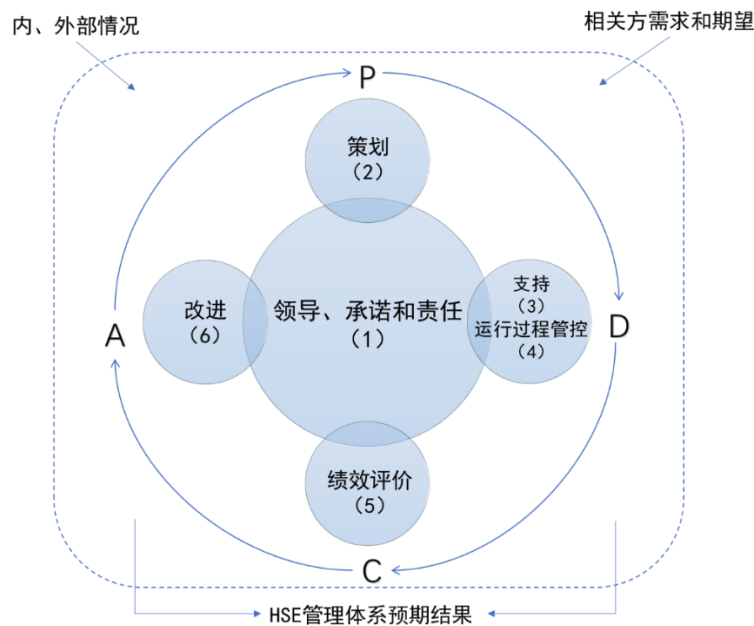 内、外部情况
相关方需求和期望
P
策划
（2）
领导、承诺和责任
（1）
支持
（3）
运行过程管控
（4）
D
改进
（6）
A
绩效评价
（5）
C
HSE管理体系预期结果